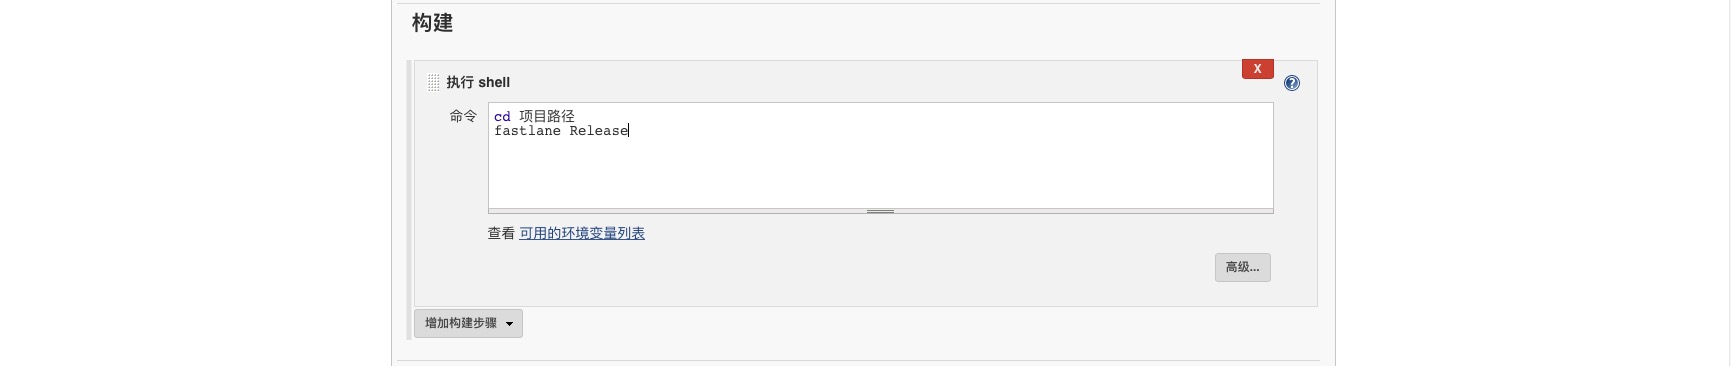 构建
执行 shell
X
?
命令
cd 项目路径
fastlane Release
查看 可用的环境变量列表
高级...
增加构建步骤